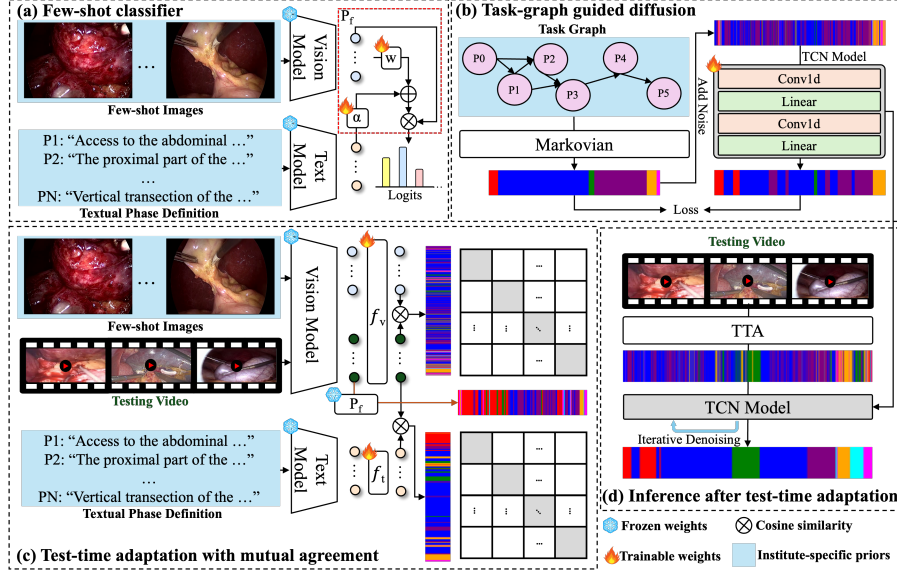 (a) Few-shot classifier
Few-shot Images
Vision
Model
P1: “Access to the abdominal …”
P2: “The proximal part of the …”
…
PN: “Vertical transection of the …”
Textual Phase Definition
Text
Model
Pf
w
α
Logits
(b) Task-graph guided diffusion
Task Graph
P0
P2
P4
P1
P3
P5
Markovian
Add Noise
TCN Model
Conv1d
Linear
Conv1d
Linear
Loss
Few-shot Images
Testing Video
Vision Model
fv
Pf
P1: “Access to the abdominal …”
P2: “The proximal part of the …”
…
PN: “Vertical transection of the …”
Textual Phase Definition
Text
Model
ft
(c) Test-time adaptation with mutual agreement
Testing Video
TTA
TCN Model
Iterative Denoising
(d) Inference after test-time adaptation
Frozen weights
Cosine similarity
Trainable weights
Institute-specific priors